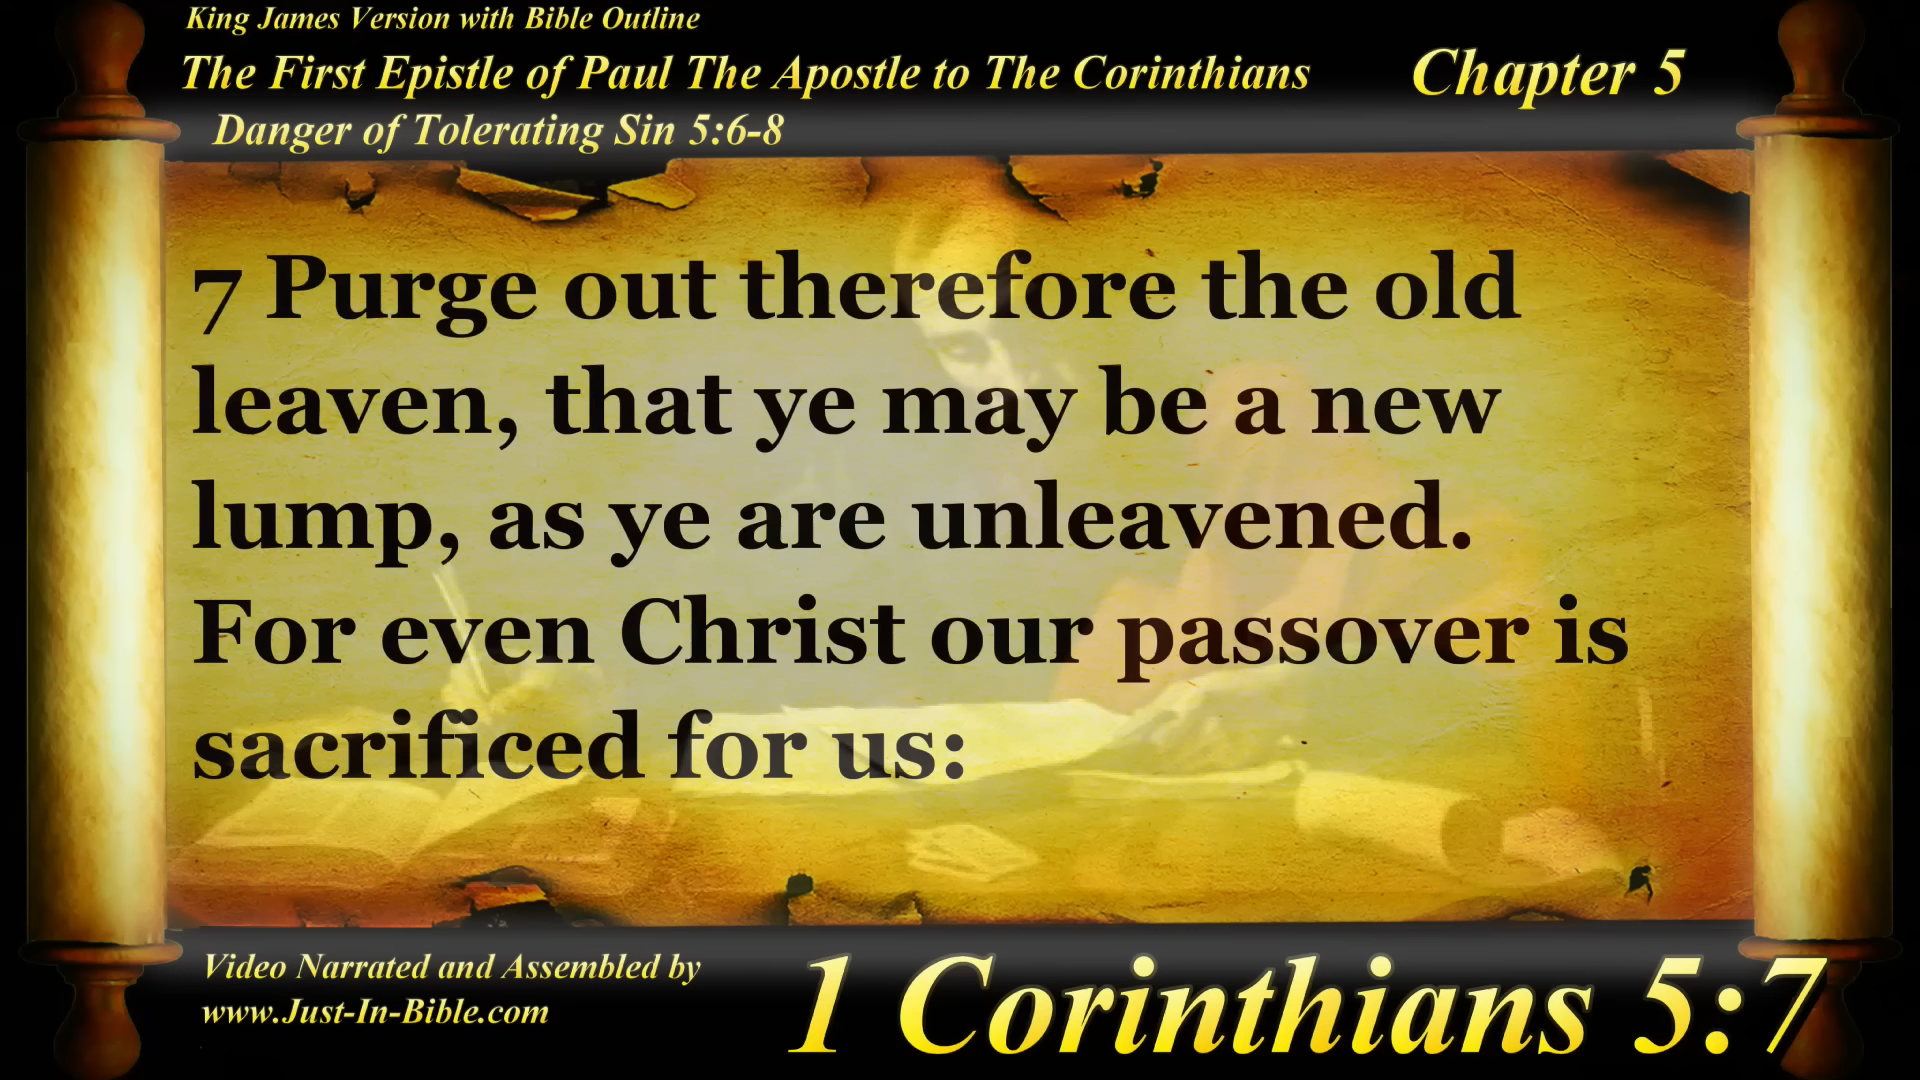 King James Version with Bible Outline
The First Epistle of Paul The Apostle to The Corinthians
Chapter 5
Danger of Tolerating Sin 5:6-8
7 Purge out therefore the old
leaven, that ye may be a new
lump, as ye are unleavened.
For even Christ our passover is
sacrificed for us:
Video Narrated and Assembled by
www.Just-In-Bible.com
1 Corinthians 5:7